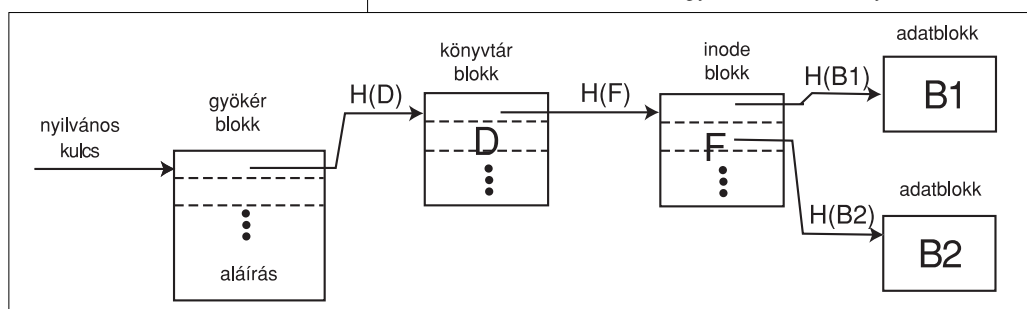 nyilvános
kulcs
gyökér
blokk
aláírás
H(D)
könyvtár
blokk
D
H(F)
inode
blokk
F
H(B1)
adatblokk
B1
H(B2)
adatblokk
B2